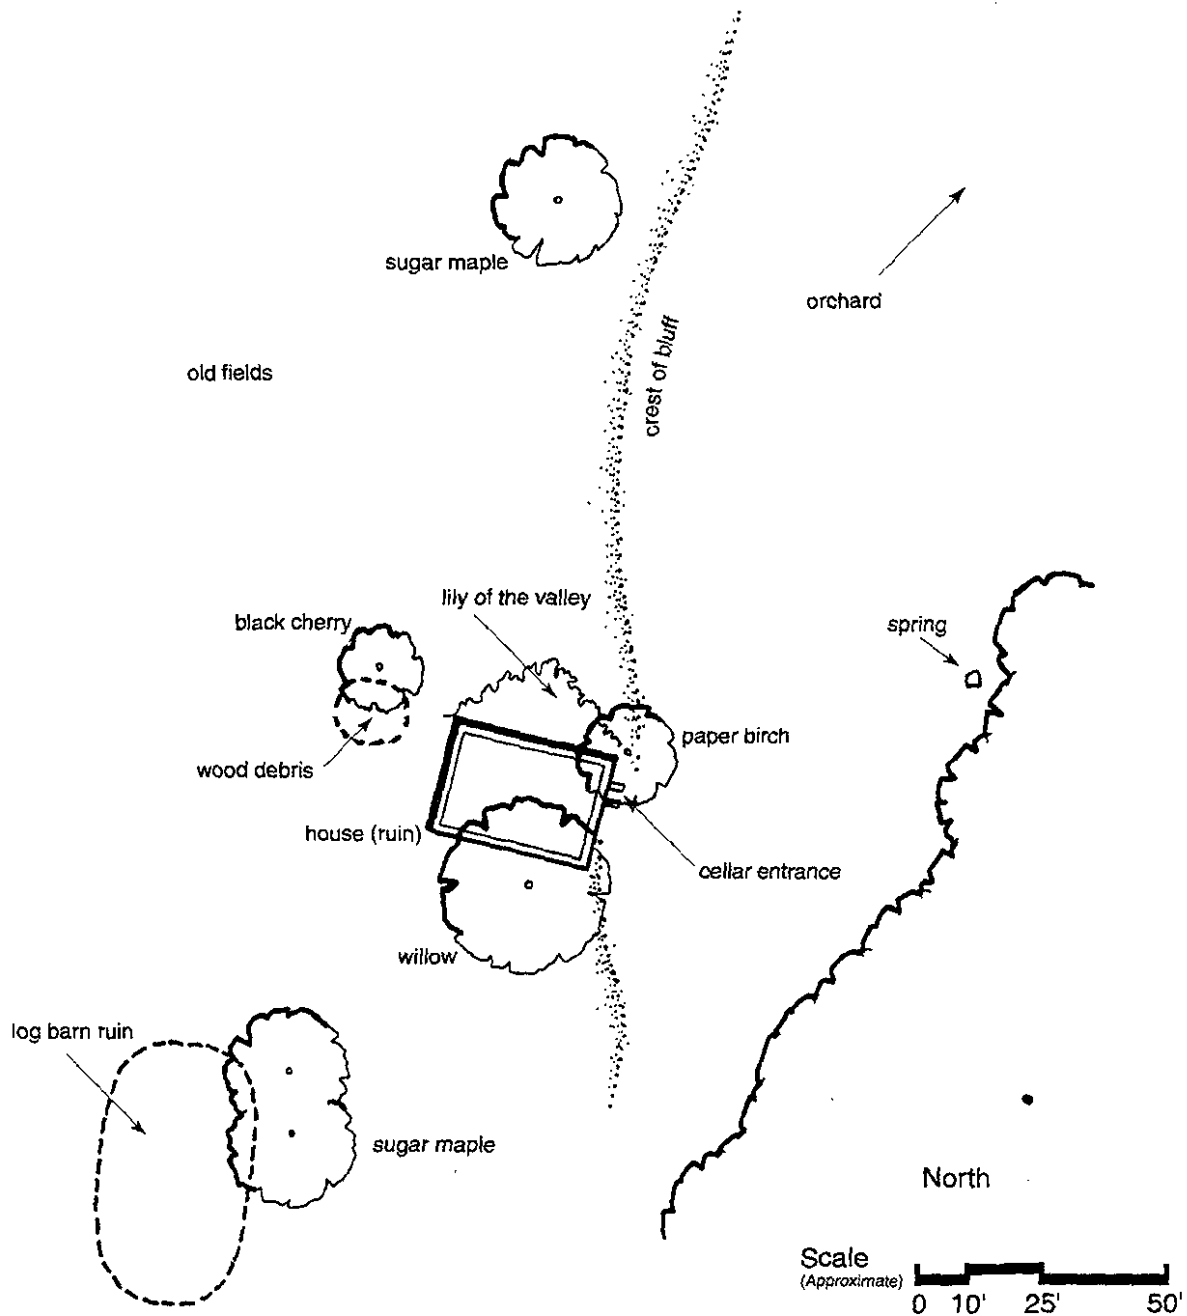 sugar maple
orchard
crest of bluff
old fields
lily of the valley
black cherry
spring
paper birch
wood debris
house (ruin)
cellar entrance
willow
log barn ruin
sugar maple
North
Scale
(Approximate)
0 10' 25' 50'